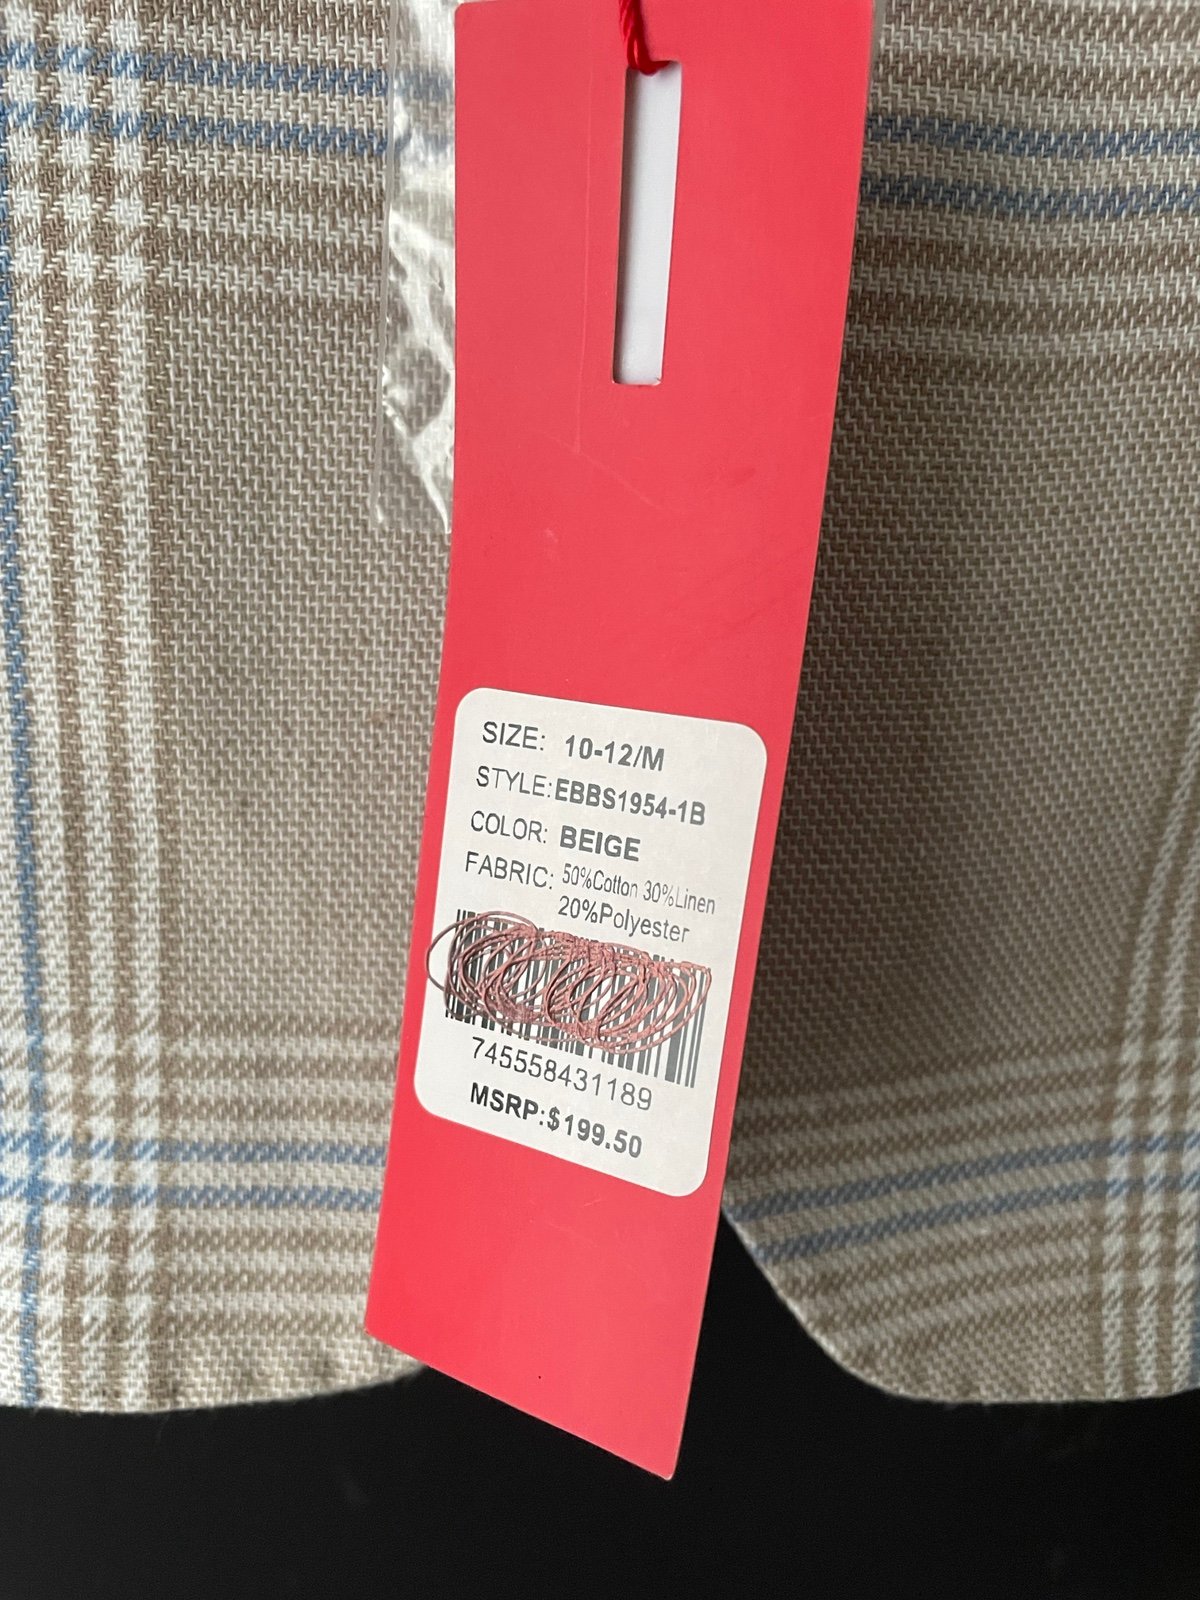 SIZE: 10-12/M
STYLE:EBBS1954-1B
COLOR: BEIGE
FABRIC: 50%Cotton 30%Linen
20%Polyester
745558431189
MSRP:$199.50